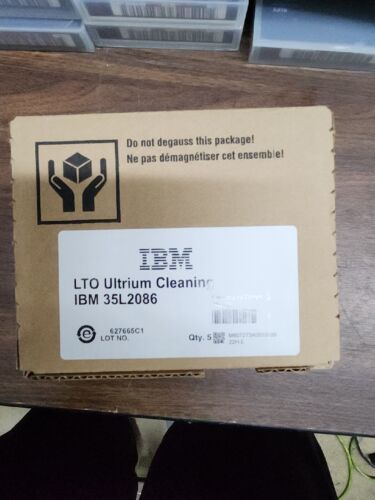 Do not degauss this package!
Ne pas démagnétiser cet ensemble!
IBM
LTO Ultrium Cleaning
IBM 35L2086
e
627665C1
LOT NO.
Qty. 5